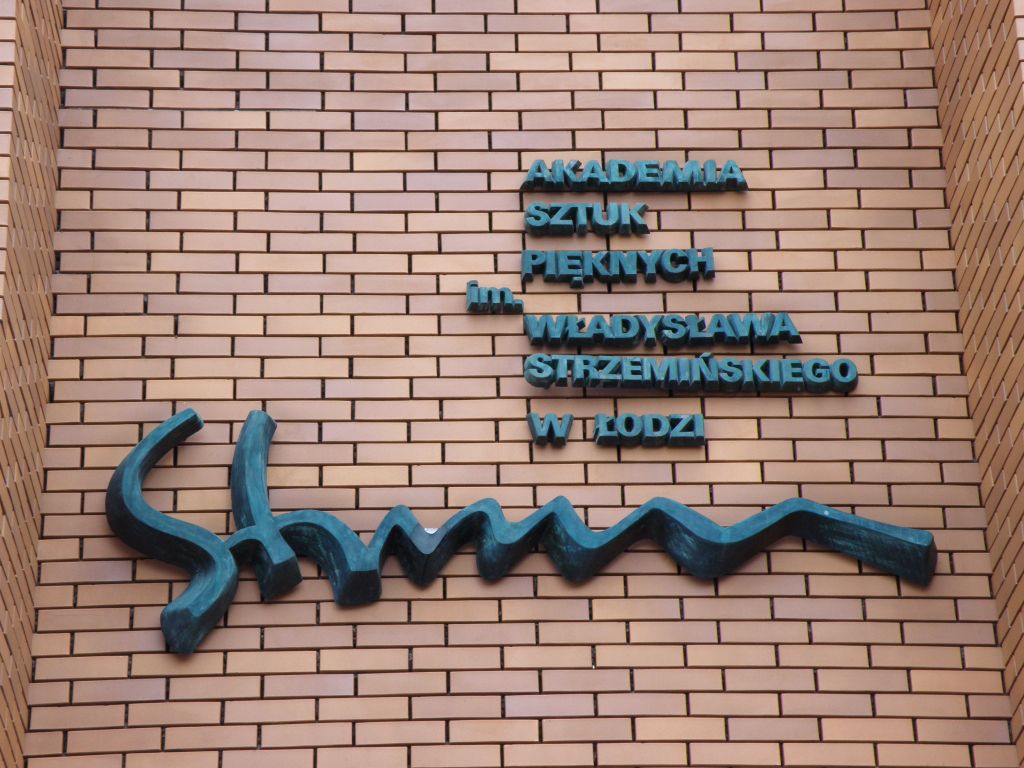 AKADEMIA
SZTUK
PIĘKNYCH
im.
WŁADYSŁAWA
STRZEMIŃSKIEGO
W ŁODZI